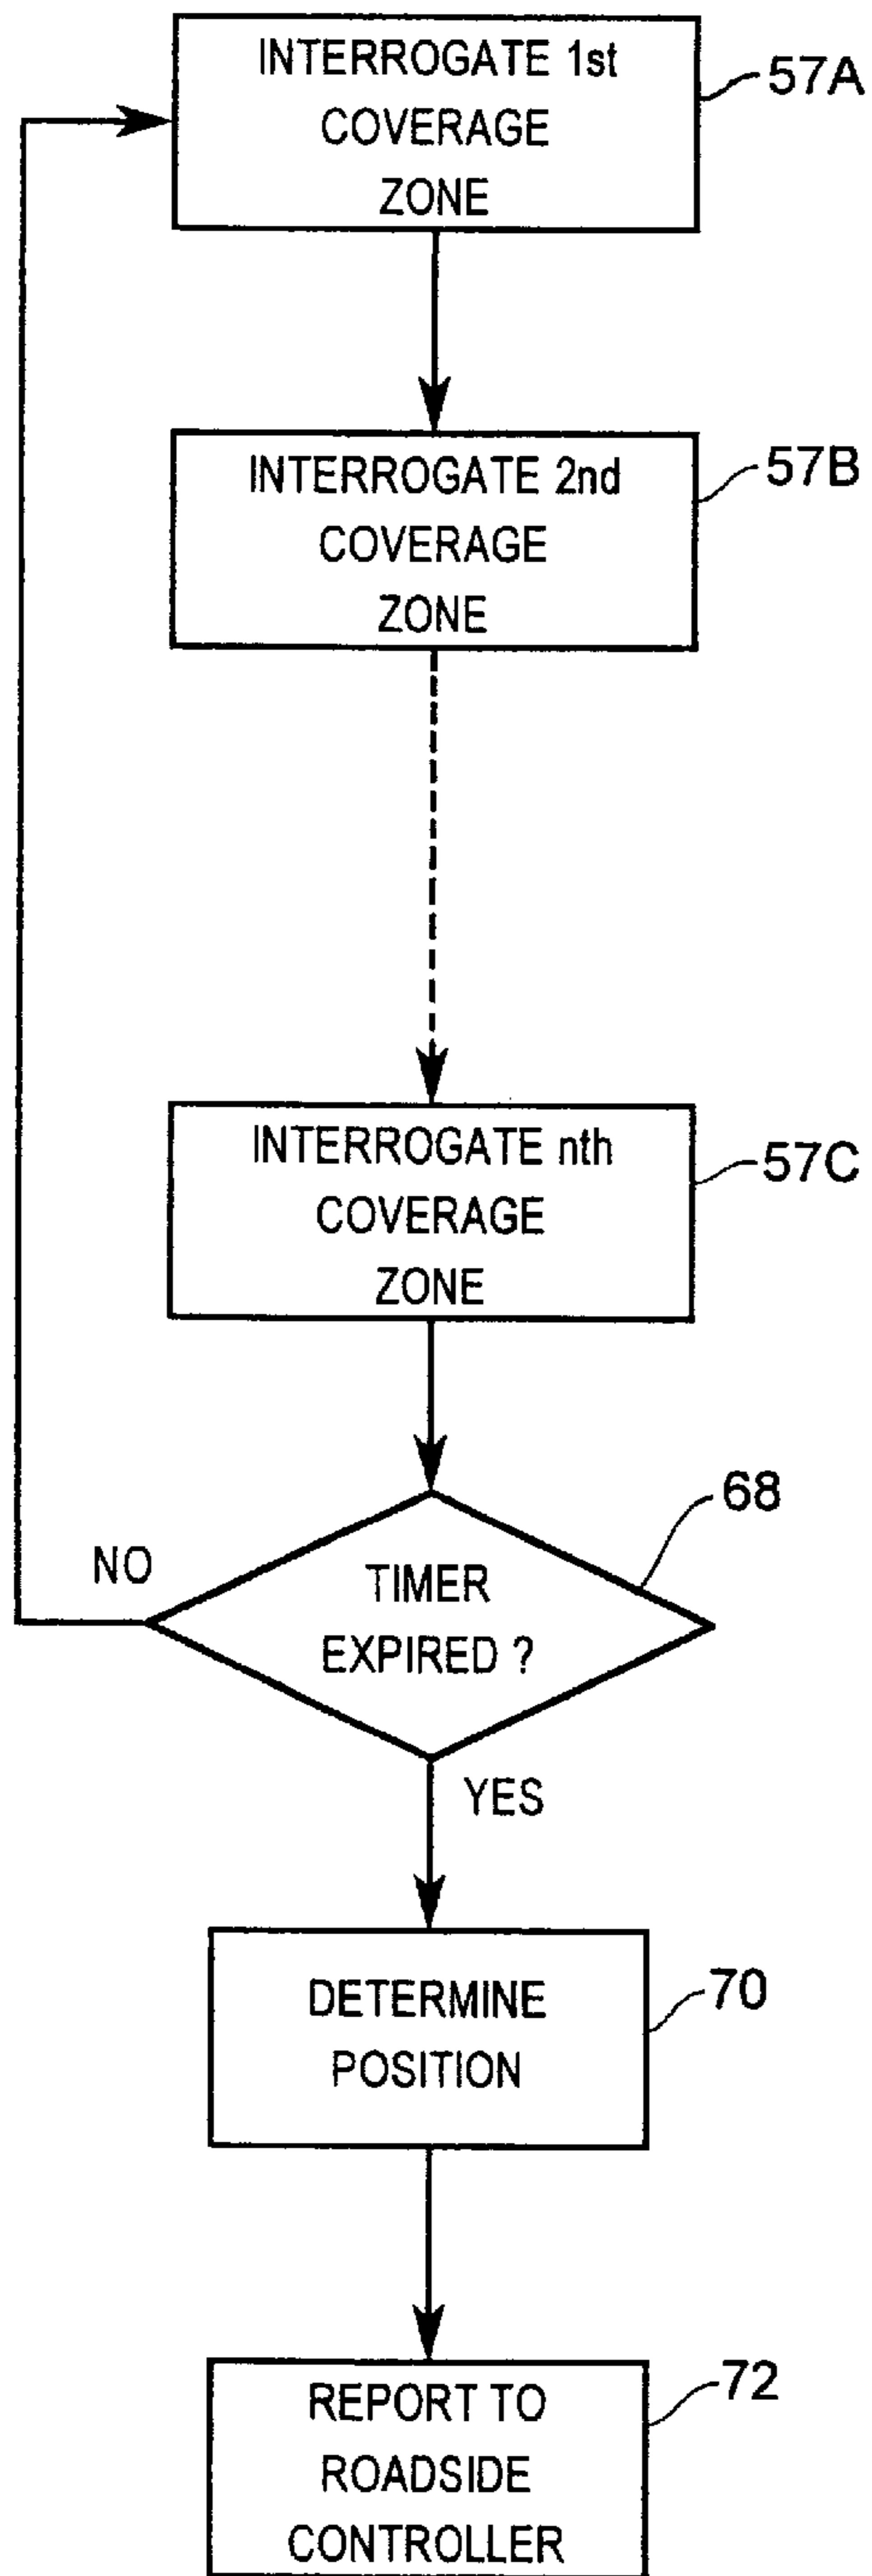 INTERROGATE 1st
COVERAGE
ZONE
57A
INTERROGATE 2nd
COVERAGE
ZONE
57B
INTERROGATE nth
COVERAGE
ZONE
57C
TIMER
EXPIRED ?
68
NO
YES
DETERMINE
POSITION
70
REPORT TO
ROADSIDE
CONTROLLER
72